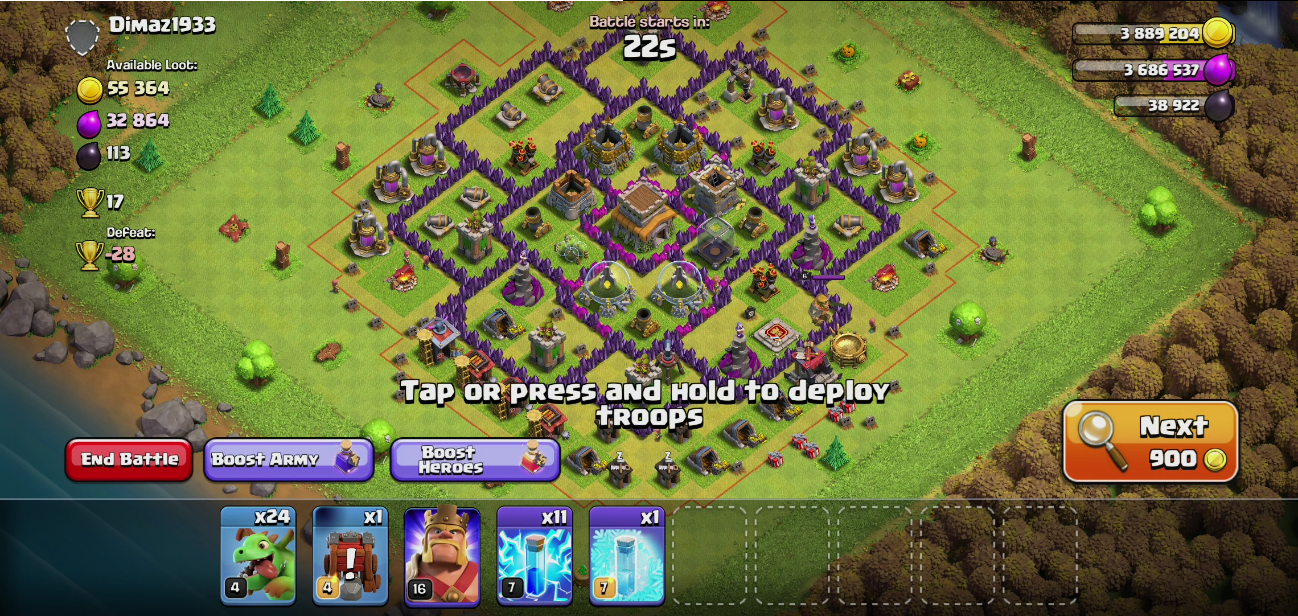 Dimaz1933
Battle starts in:
22s
3 889 204
Available Loot:
55 364
3 686 537
32 864
38 922
113
17
Defeat:
-28
Tap or press and hold to deploy
troops
End Battle
Boost Army
Boost
Heroes
Next
900
x24
x1
x11
x1
4
4
16
7
7